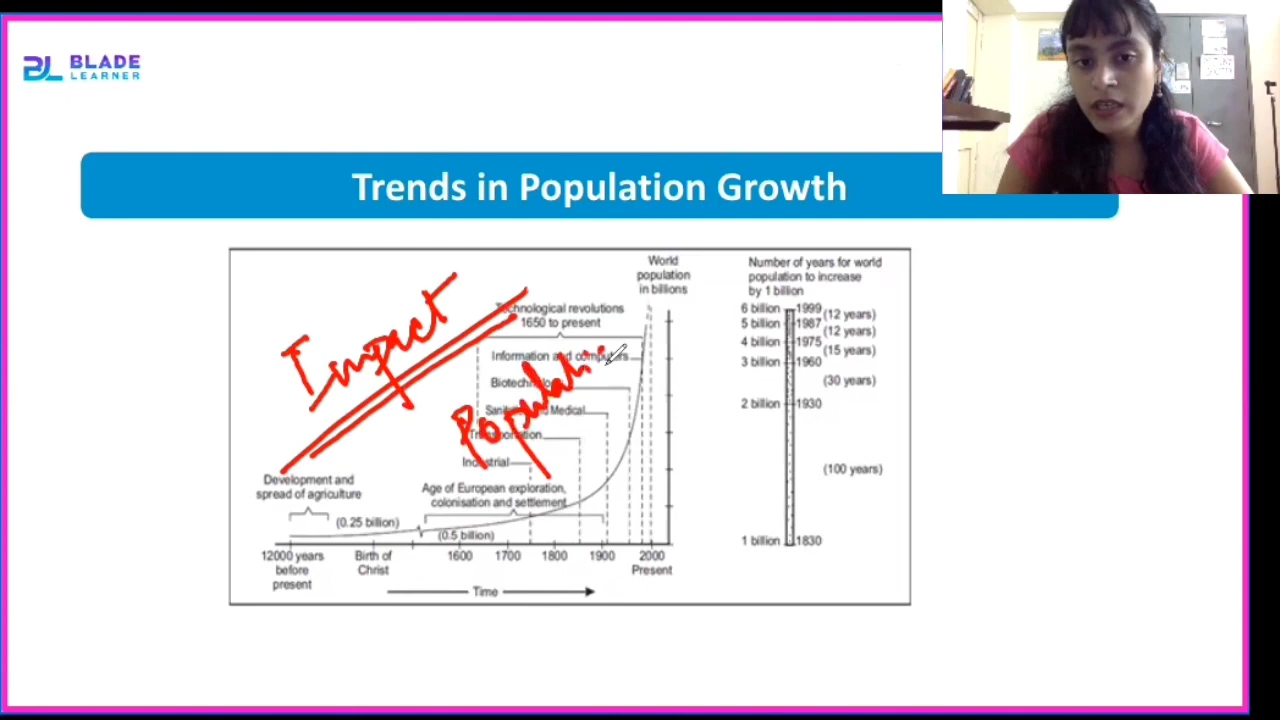 BLADE
LEARNER
Trends in Population Growth
World
population
in billions
Technological revolutions
1650 to present
Information and computers
Biotechnology
Sanitation and Medical
Transportation
Industrial
Age of European exploration,
colonisation and settlement
Development and
spread of agriculture
(0.25 billion)
(0.5 billion)
12000 years
before
present
Birth of
Christ
1600
1700
1800
1900
2000
Present
Time
Number of years for world
population to increase
by 1 billion
6 billion 1999
(12 years)
5 billion 1987
(12 years)
4 billion 1975
(15 years)
3 billion 1960
(30 years)
2 billion 1930
(100 years)
1 billion 1830
Impact
Populati